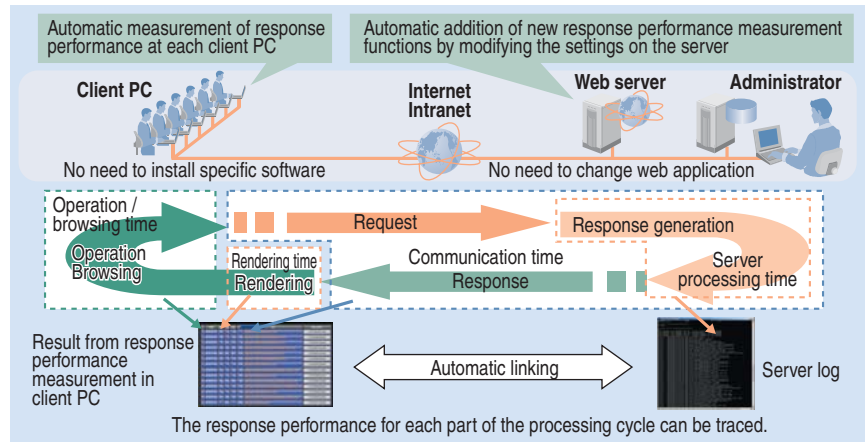 Automatic measurement of response
performance at each client PC
Automatic addition of new response performance measurement
functions by modifying the settings on the server
Client PC
Internet
Intranet
Web server
Administrator
No need to install specific software
No need to change web application
Operation /
browsing time
Operation
Browsing
Request
Response generation
Rendering time
Rendering
Communication time
Response
Server
processing time
Result from response
performance
measurement in
client PC
Automatic linking
Server log
The response performance for each part of the processing cycle can be traced.